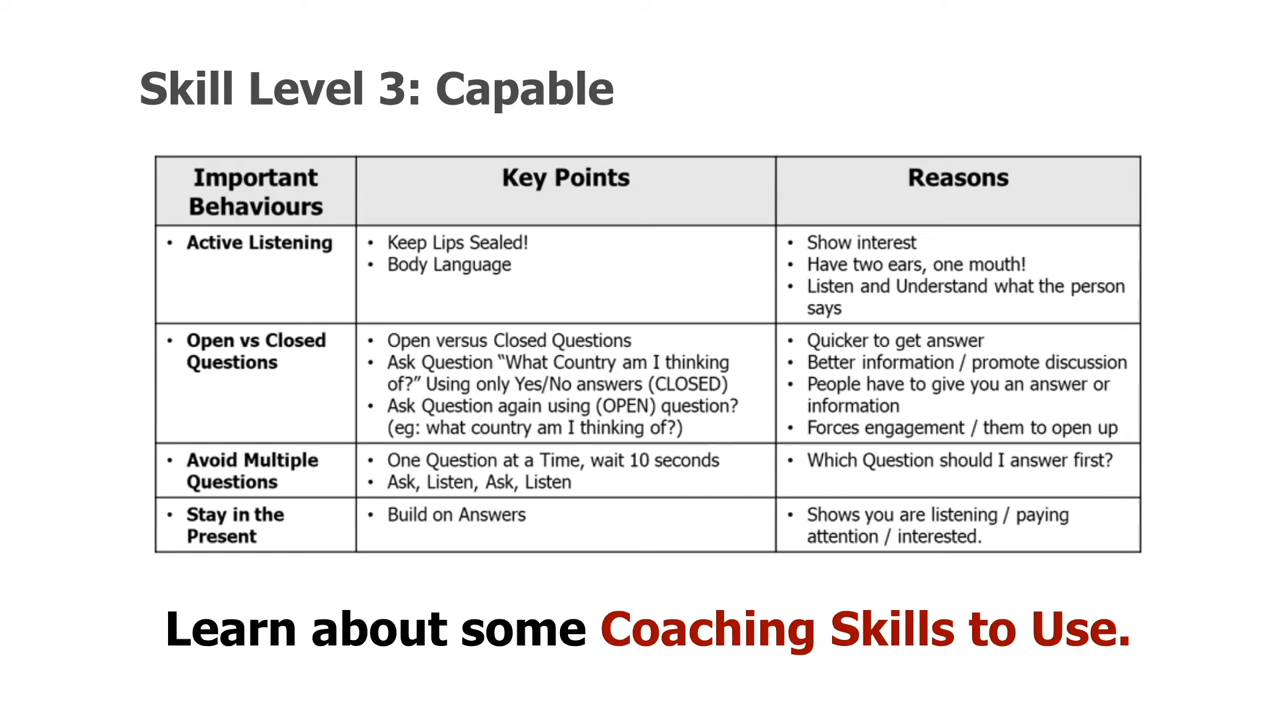 Skill Level 3: Capable
Important
Behaviours
Key Points
Reasons
• Active Listening
• Keep Lips Sealed!
• Body Language
• Show interest
• Have two ears, one mouth!
• Listen and Understand what the person
says
• Open vs Closed
Questions
• Open versus Closed Questions
• Ask Question “What Country am I thinking
of?” Using only Yes/No answers (CLOSED)
• Ask Question again using (OPEN) question?
(eg: what country am I thinking of?)
• Quicker to get answer
• Better information / promote discussion
• People have to give you an answer or
information
• Forces engagement / them to open up
• Avoid Multiple
Questions
• One Question at a Time, wait 10 seconds
• Ask, Listen, Ask, Listen
• Which Question should I answer first?
• Stay in the
Present
• Build on Answers
• Shows you are listening / paying
attention / interested.
Learn about some Coaching Skills to Use.